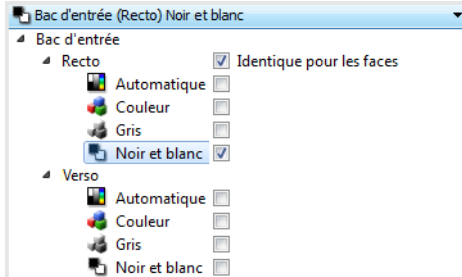 Bac d'entrée (Recto) Noir et blanc
Bac d'entrée
Recto Identique pour les faces
Automatique
Couleur
Gris
Noir et blanc
Verso
Automatique
Couleur
Gris
Noir et blanc